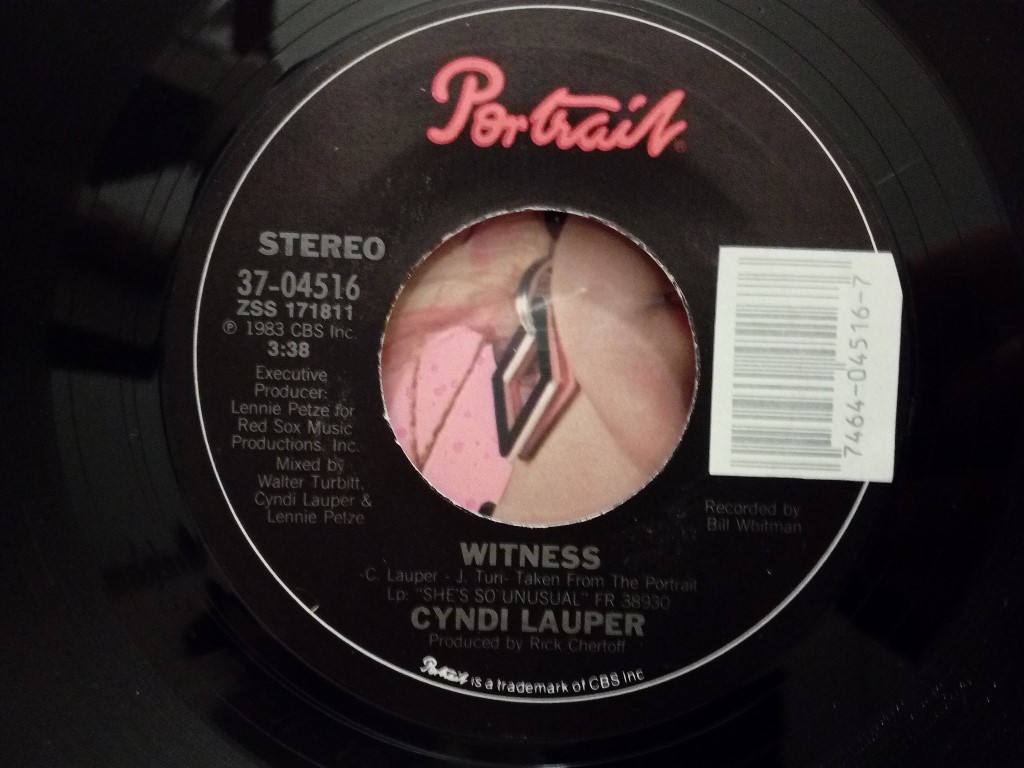 Portrait
STEREO
37-04516
ZSS 171811
℗ 1983 CBS Inc.
3:38
Executive
Producer:
Lennie Petze for
Red Sox Music
Productions, Inc.
Mixed by
Walter Turbitt,
Cyndi Lauper &
Lennie Petze
7464-04516-7
Recorded by
Bill Whitman
WITNESS
-C. Lauper - J. Turi- Taken From The Portrait
Lp: "SHE'S SO UNUSUAL" FR 38930
CYNDI LAUPER
Produced by Rick Chertoff
Portrait is a trademark of CBS Inc